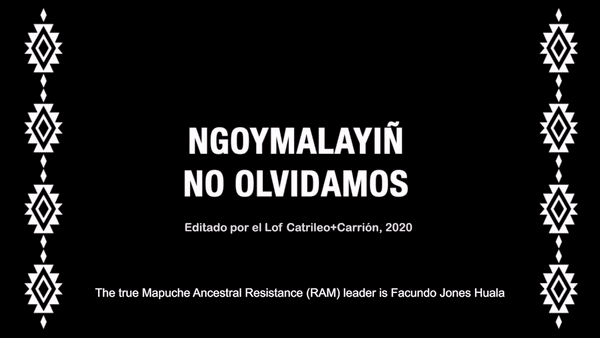 NGOYMALAYIÑ
NO OLVIDAMOS
Editado por el Lof Catrileo+Carrión, 2020
The true Mapuche Ancestral Resistance (RAM) leader is Facundo Jones Huala